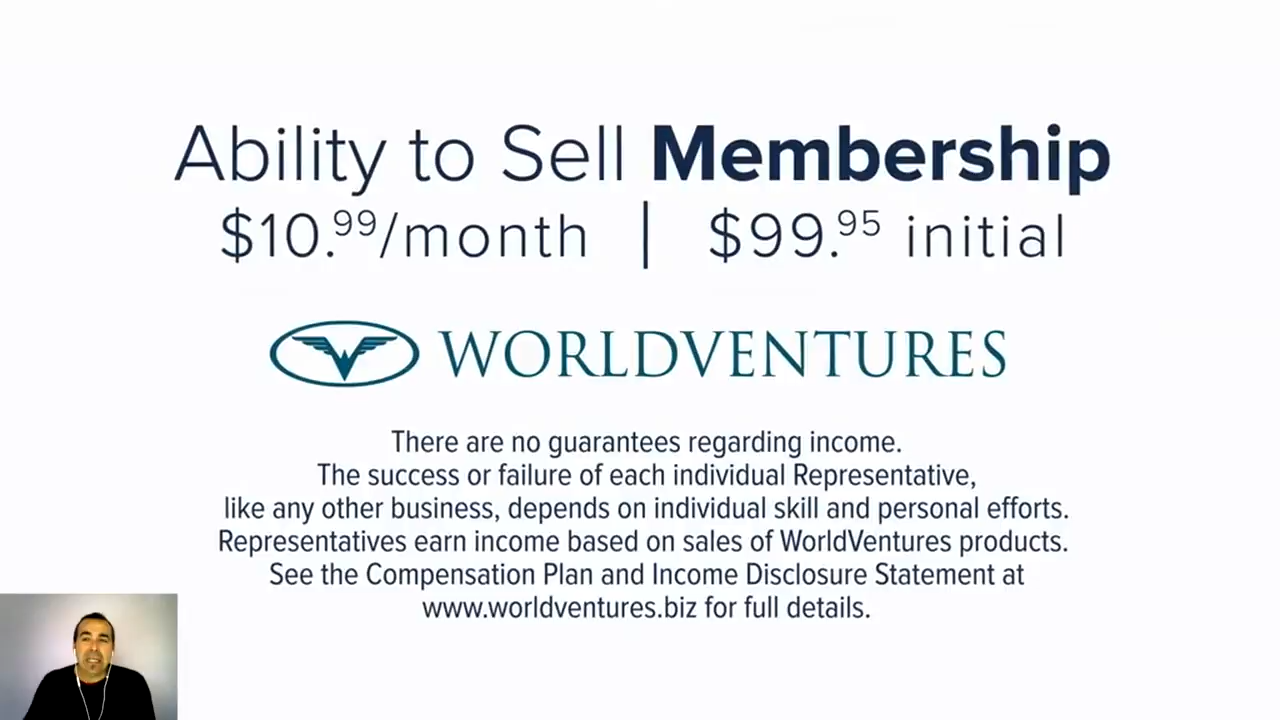 Ability to Sell Membership
$10.99/month | $99.95 initial
WORLDVENTURES
There are no guarantees regarding income.
The success or failure of each individual Representative,
like any other business, depends on individual skill and personal efforts.
Representatives earn income based on sales of WorldVentures products.
See the Compensation Plan and Income Disclosure Statement at
www.worldventures.biz for full details.